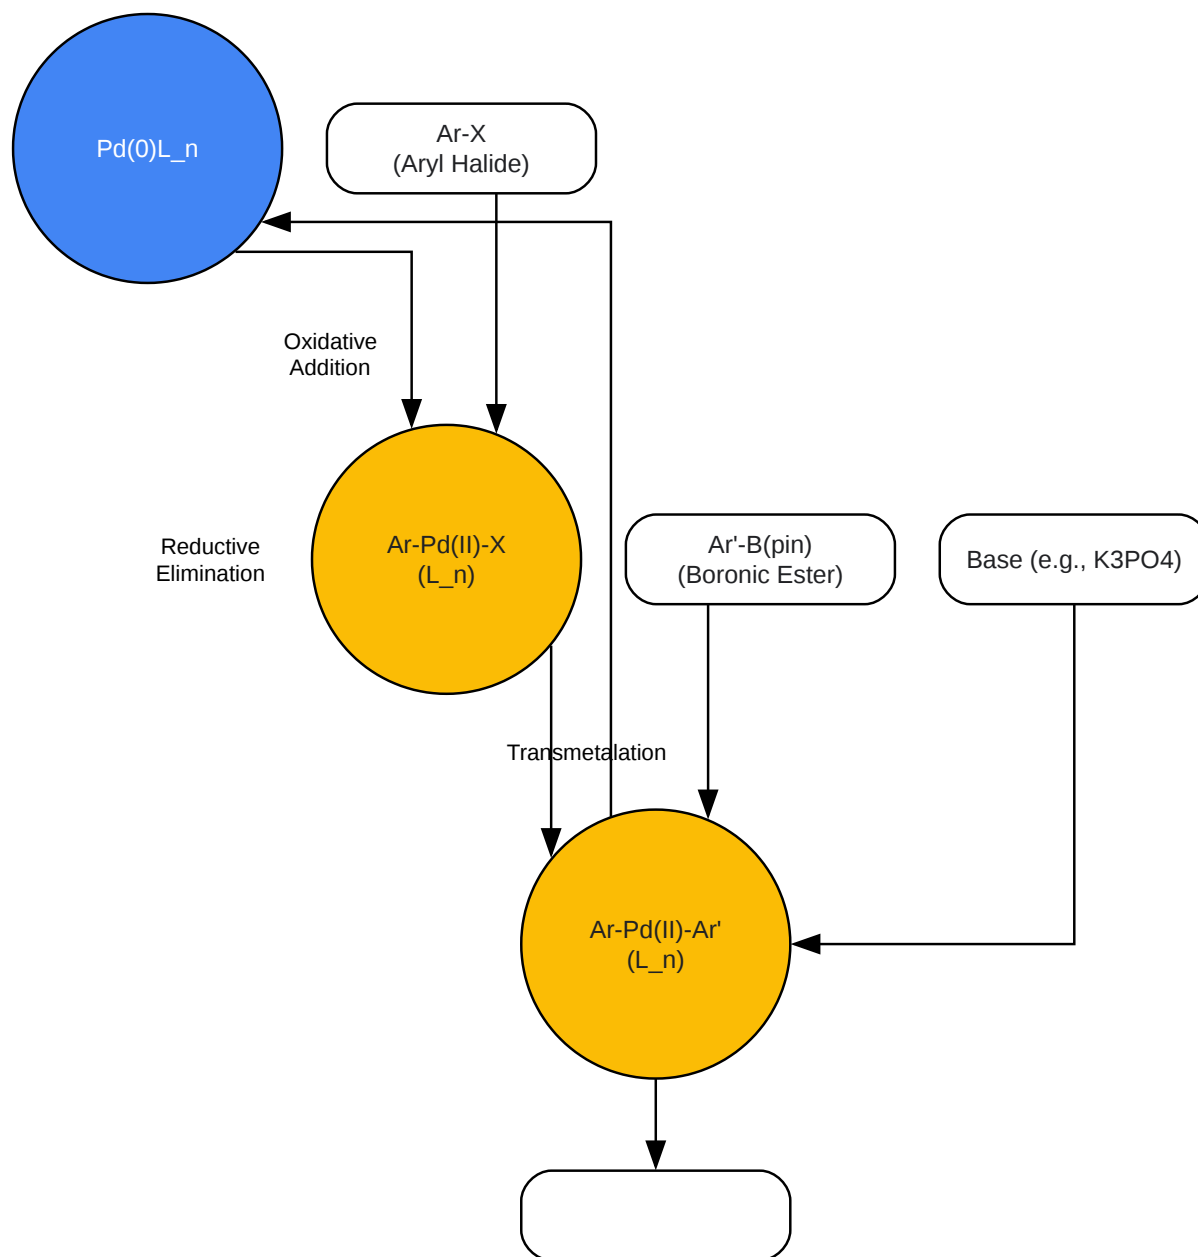 Pd(0)L_n
Ar-X
(Aryl Halide)
Oxidative
Addition
Reductive
Elimination
Ar-Pd(II)-X
(L_n)
Ar'-B(pin)
(Boronic Ester)
Base (e.g., K3PO4)
Transmetalation
Ar-Pd(II)-Ar'
(L_n)